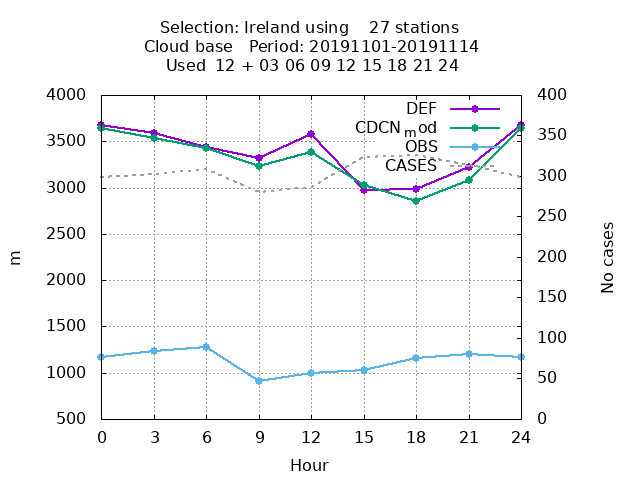 Selection: Ireland using    27 stations
Cloud base   Period: 20191101-20191114
Used  12 + 03 06 09 12 15 18 21 24
4000 400
DEF
CDCN_mod
3500 350
OBS
CASES
3000 300
2500 250
2000 200
1500 150
1000 100
50
500 0
m
No cases
0 3 6 9 12 15 18 21 24
Hour